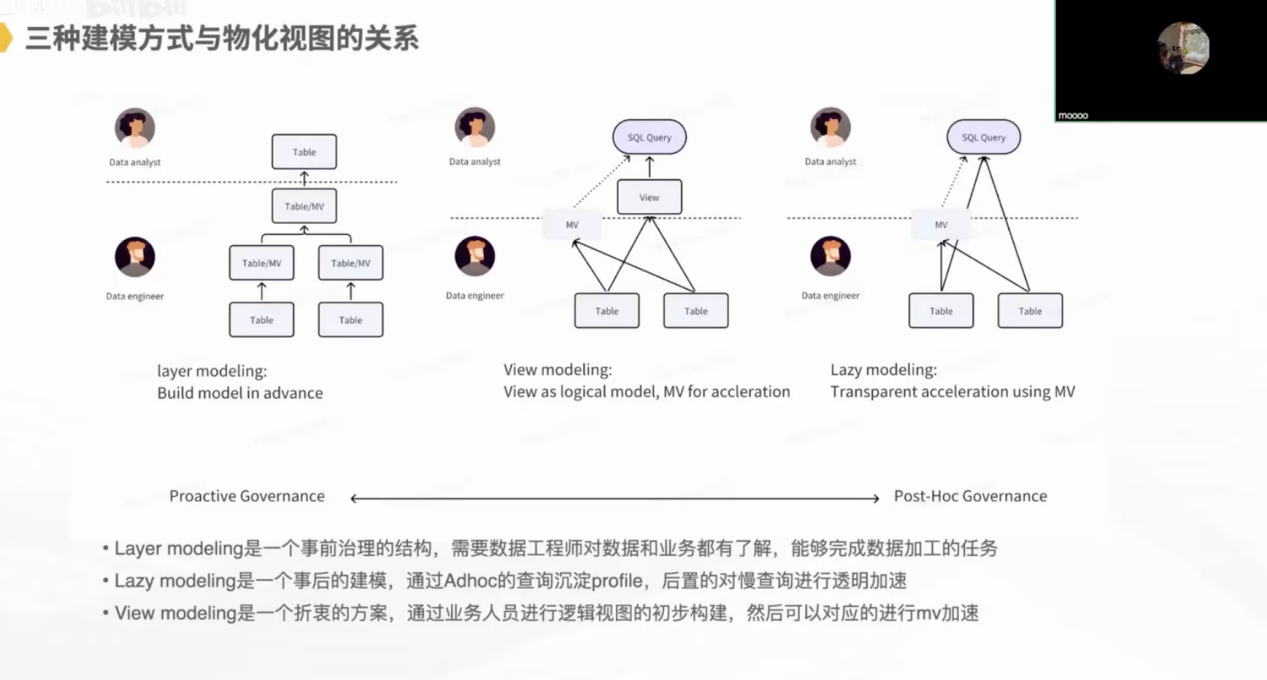 三种建模方式与物化视图的关系
moooo
Data analyst
Table
Table/MV
Table/MV
Table/MV
Data engineer
Table
Table
layer modeling:
Build model in advance
Data analyst
SQL Query
View
MV
Data engineer
Table
Table
View modeling:
View as logical model, MV for accleration
Data analyst
SQL Query
MV
Data engineer
Table
Table
Lazy modeling:
Transparent acceleration using MV
Proactive Governance
Post-Hoc Governance
• Layer modeling是一个事前治理的结构，需要数据工程师对数据和业务都有了解，能够完成数据加工的任务
• Lazy modeling是一个事后的建模，通过Adhoc的查询沉淀profile，后置的对慢查询进行透明加速
• View modeling是一个折衷的方案，通过业务人员进行逻辑视图的初步构建，然后可以对应的进行mv加速